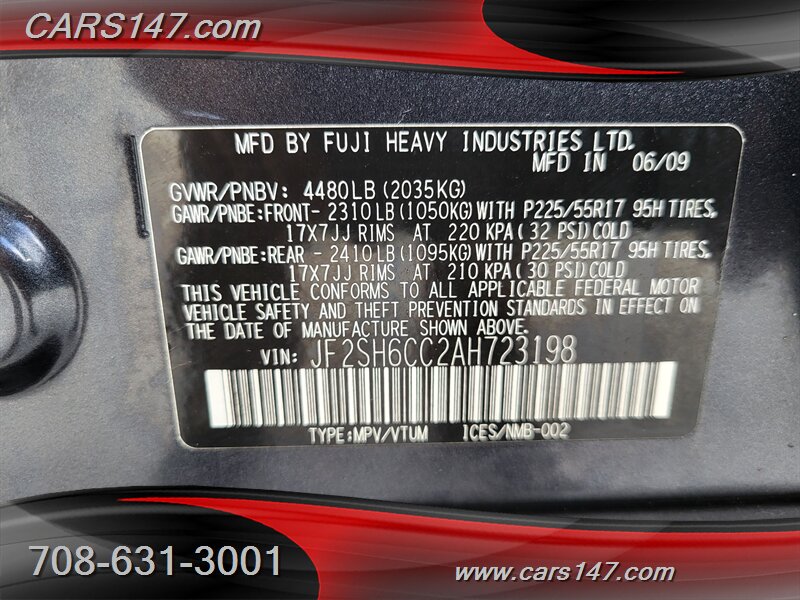 CARS147.com
MFD BY FUJI HEAVY INDUSTRIES LTD.
MFD IN 06/09
GVWR/PNBV: 4480LB (2035KG)
GAWR/PNBE:FRONT- 2310LB (1050KG) WITH P225/55R17 95H TIRES,
17X7JJ RIMS AT 220 KPA (32 PSI) COLD
GAWR/PNBE:REAR - 2410LB (1095KG) WITH P225/55R17 95H TIRES,
17X7JJ RIMS AT 210 KPA (30 PSI) COLD
THIS VEHICLE CONFORMS TO ALL APPLICABLE FEDERAL MOTOR
VEHICLE SAFETY AND THEFT PREVENTION STANDARDS IN EFFECT ON
THE DATE OF MANUFACTURE SHOWN ABOVE.
VIN: JF2SH6CC2AH723198
TYPE:MPV/VTUM ICES/NMB-002
708-631-3001
www.cars147.com